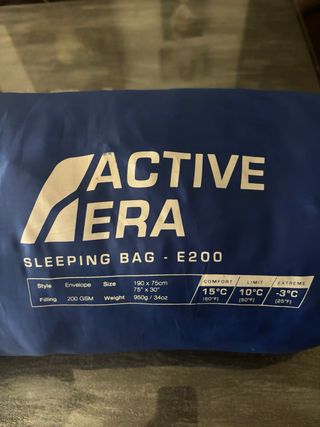 ACTIVE
ERA
SLEEPING BAG - E200
Style Envelope Size 190 x 75cm 75" x 30" COMFORT LIMIT EXTREME
Filling 200 GSM Weight 950g / 34oz 15°C 10°C 3°C
(60°F) (50°F) (25°F)